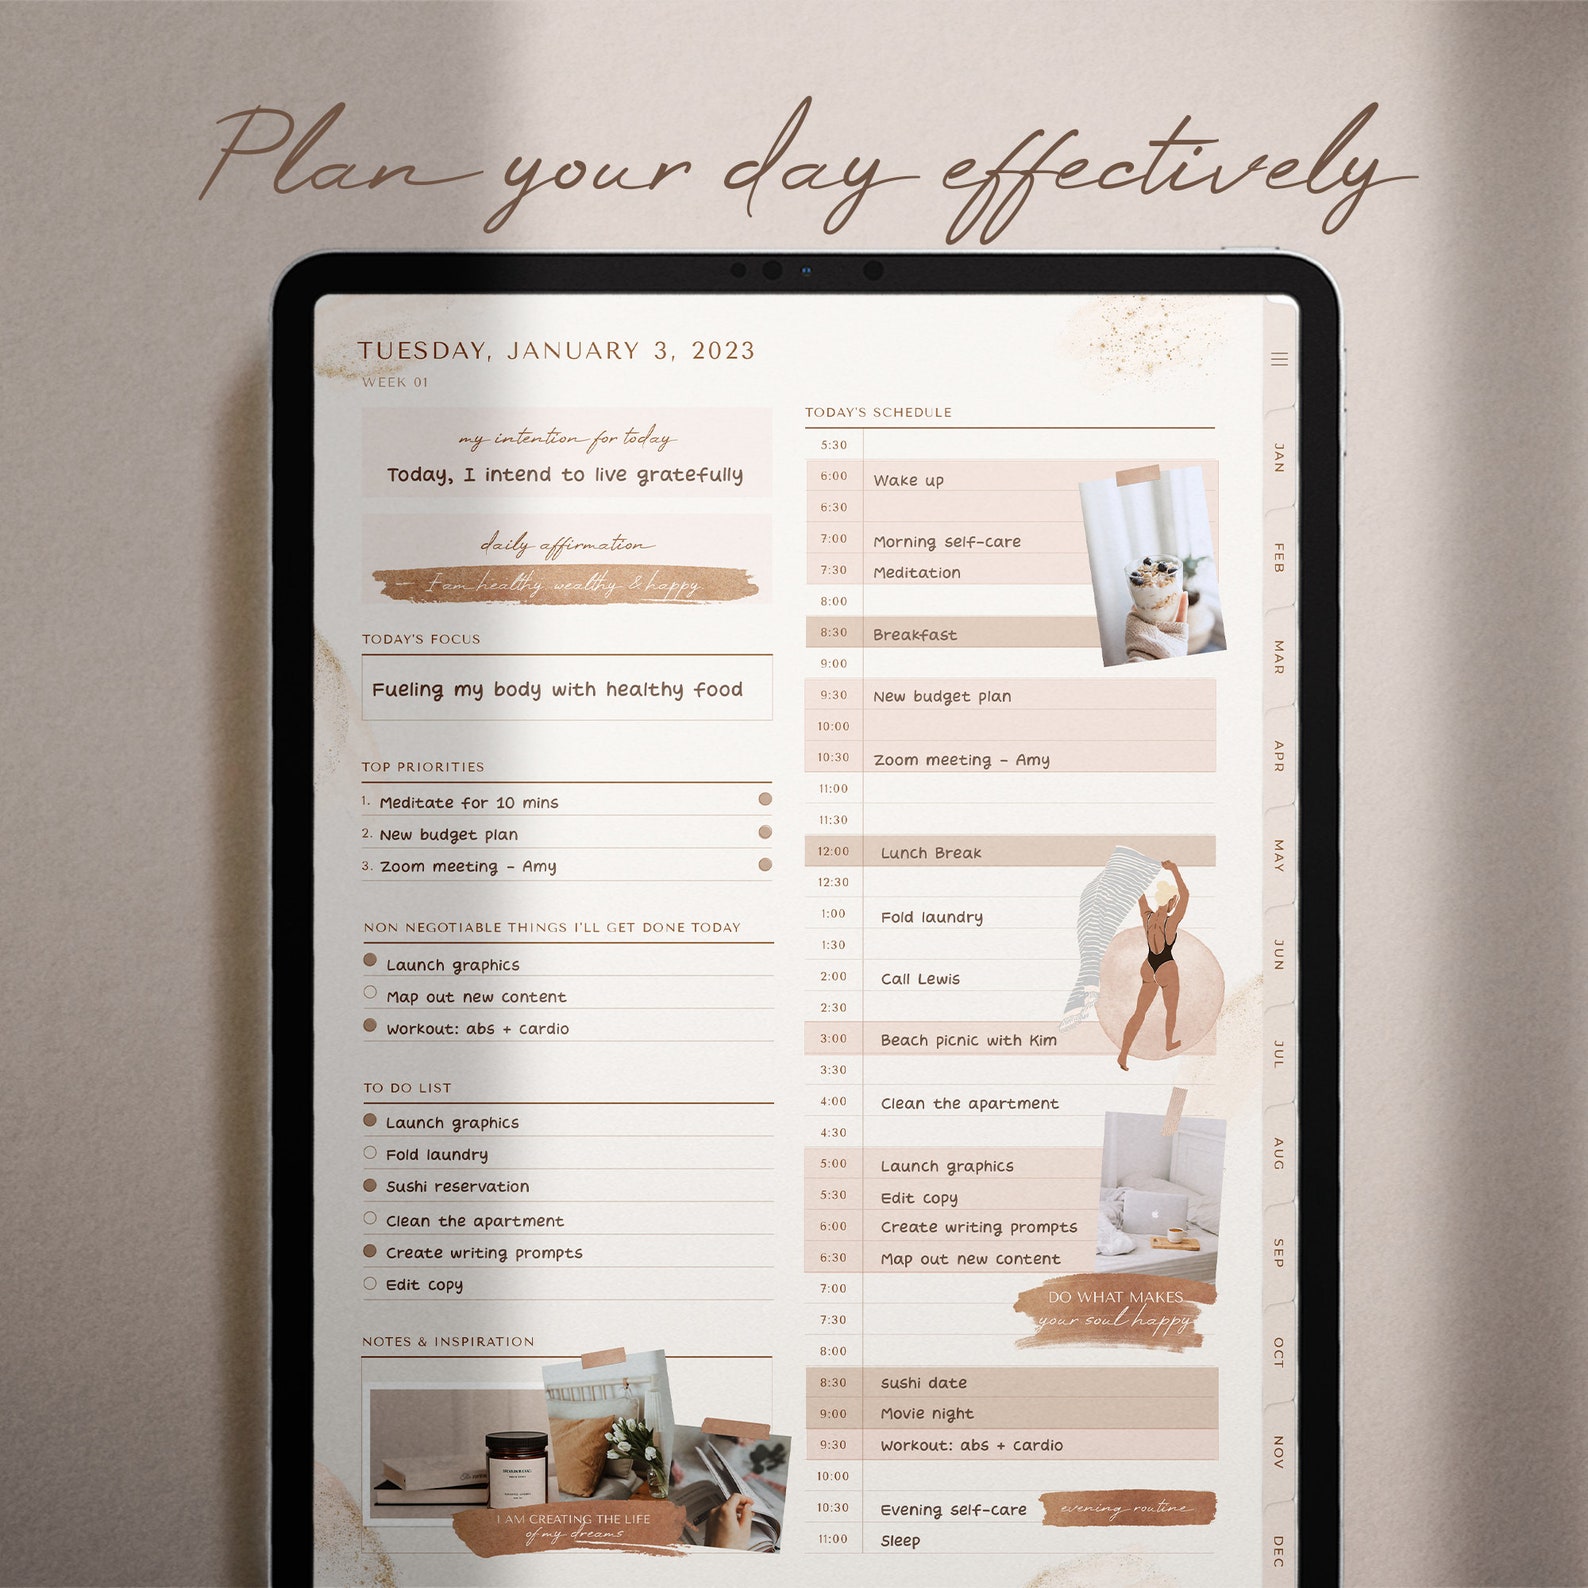 Plan your day effectively
TUESDAY, JANUARY 3, 2023
WEEK 01
my intention for today
Today, I intend to live gratefully
daily affirmation
I am healthy, wealthy & happy.
TODAY'S FOCUS
Fueling my body with healthy food
TOP PRIORITIES
1. Meditate for 10 mins
2. New budget plan
3. Zoom meeting - Amy
NON NEGOTIABLE THINGS I'LL GET DONE TODAY
Launch graphics
Map out new content
Workout: abs + cardio
TO DO LIST
Launch graphics
Fold laundry
Sushi reservation
Clean the apartment
Create writing prompts
Edit copy
NOTES & INSPIRATION
I AM CREATING THE LIFE
of my dreams
TODAY'S SCHEDULE
5:30
6:00 Wake up
6:30
7:00 Morning self-care
7:30 Meditation
8:00
8:30 Breakfast
9:00
9:30 New budget plan
10:00
10:30 Zoom meeting - Amy
11:00
11:30
12:00 Lunch Break
12:30
1:00 Fold laundry
1:30
2:00 Call Lewis
2:30
3:00 Beach picnic with Kim
3:30
4:00 Clean the apartment
4:30
5:00 Launch graphics
5:30 Edit copy
6:00 Create writing prompts
6:30 Map out new content
7:00
DO WHAT MAKES
7:30
your soul happy
8:00
8:30 Sushi date
9:00 Movie night
9:30 Workout: abs + cardio
10:00
10:30 Evening self-care evening routine
11:00 Sleep
JAN
FEB
MAR
APR
MAY
JUN
JUL
AUG
SEP
OCT
NOV
DEC